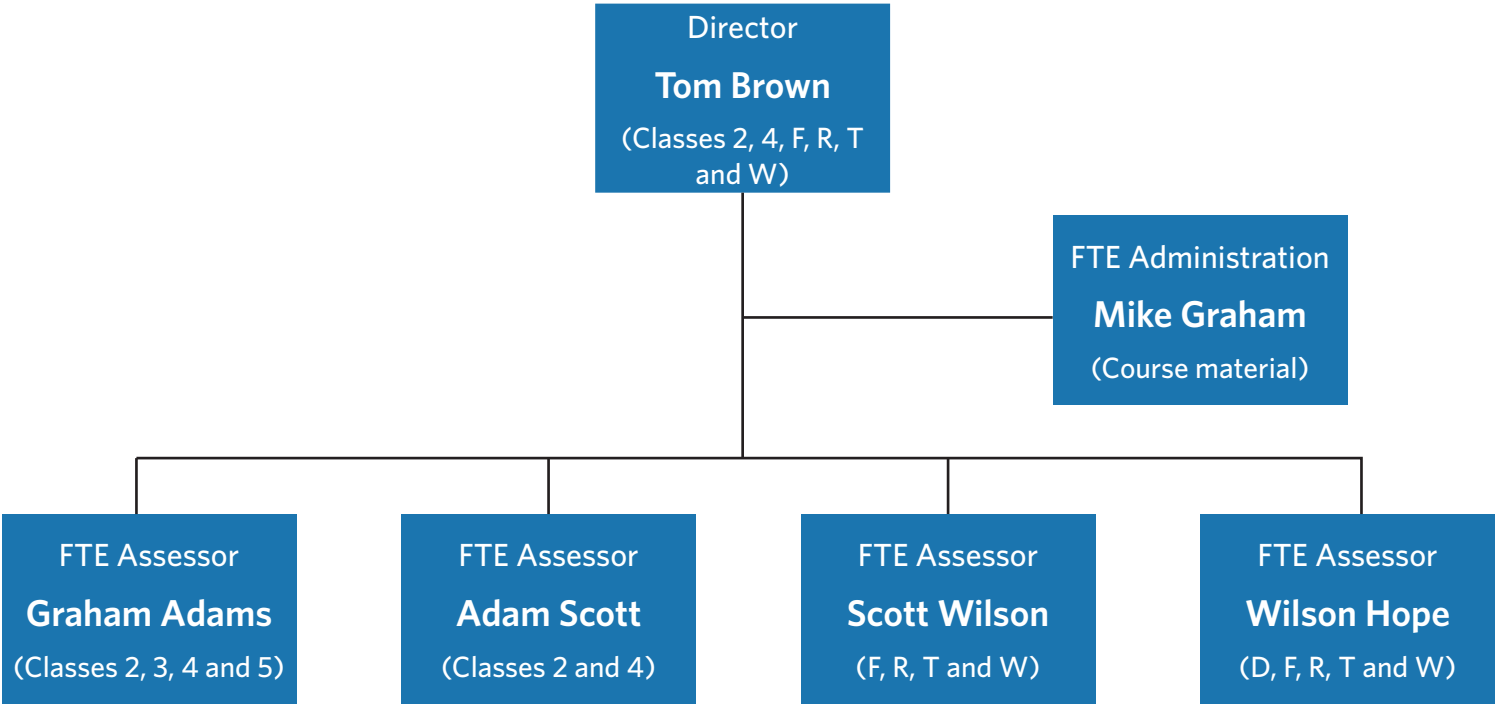 Director
Tom Brown
(Classes 2, 4, F, R, T
and W)
FTE Administration
Mike Graham
(Course material)
FTE Assessor
Graham Adams
(Classes 2, 3, 4 and 5)
FTE Assessor
Adam Scott
(Classes 2 and 4)
FTE Assessor
Scott Wilson
(F, R, T and W)
FTE Assessor
Wilson Hope
(D, F, R, T and W)